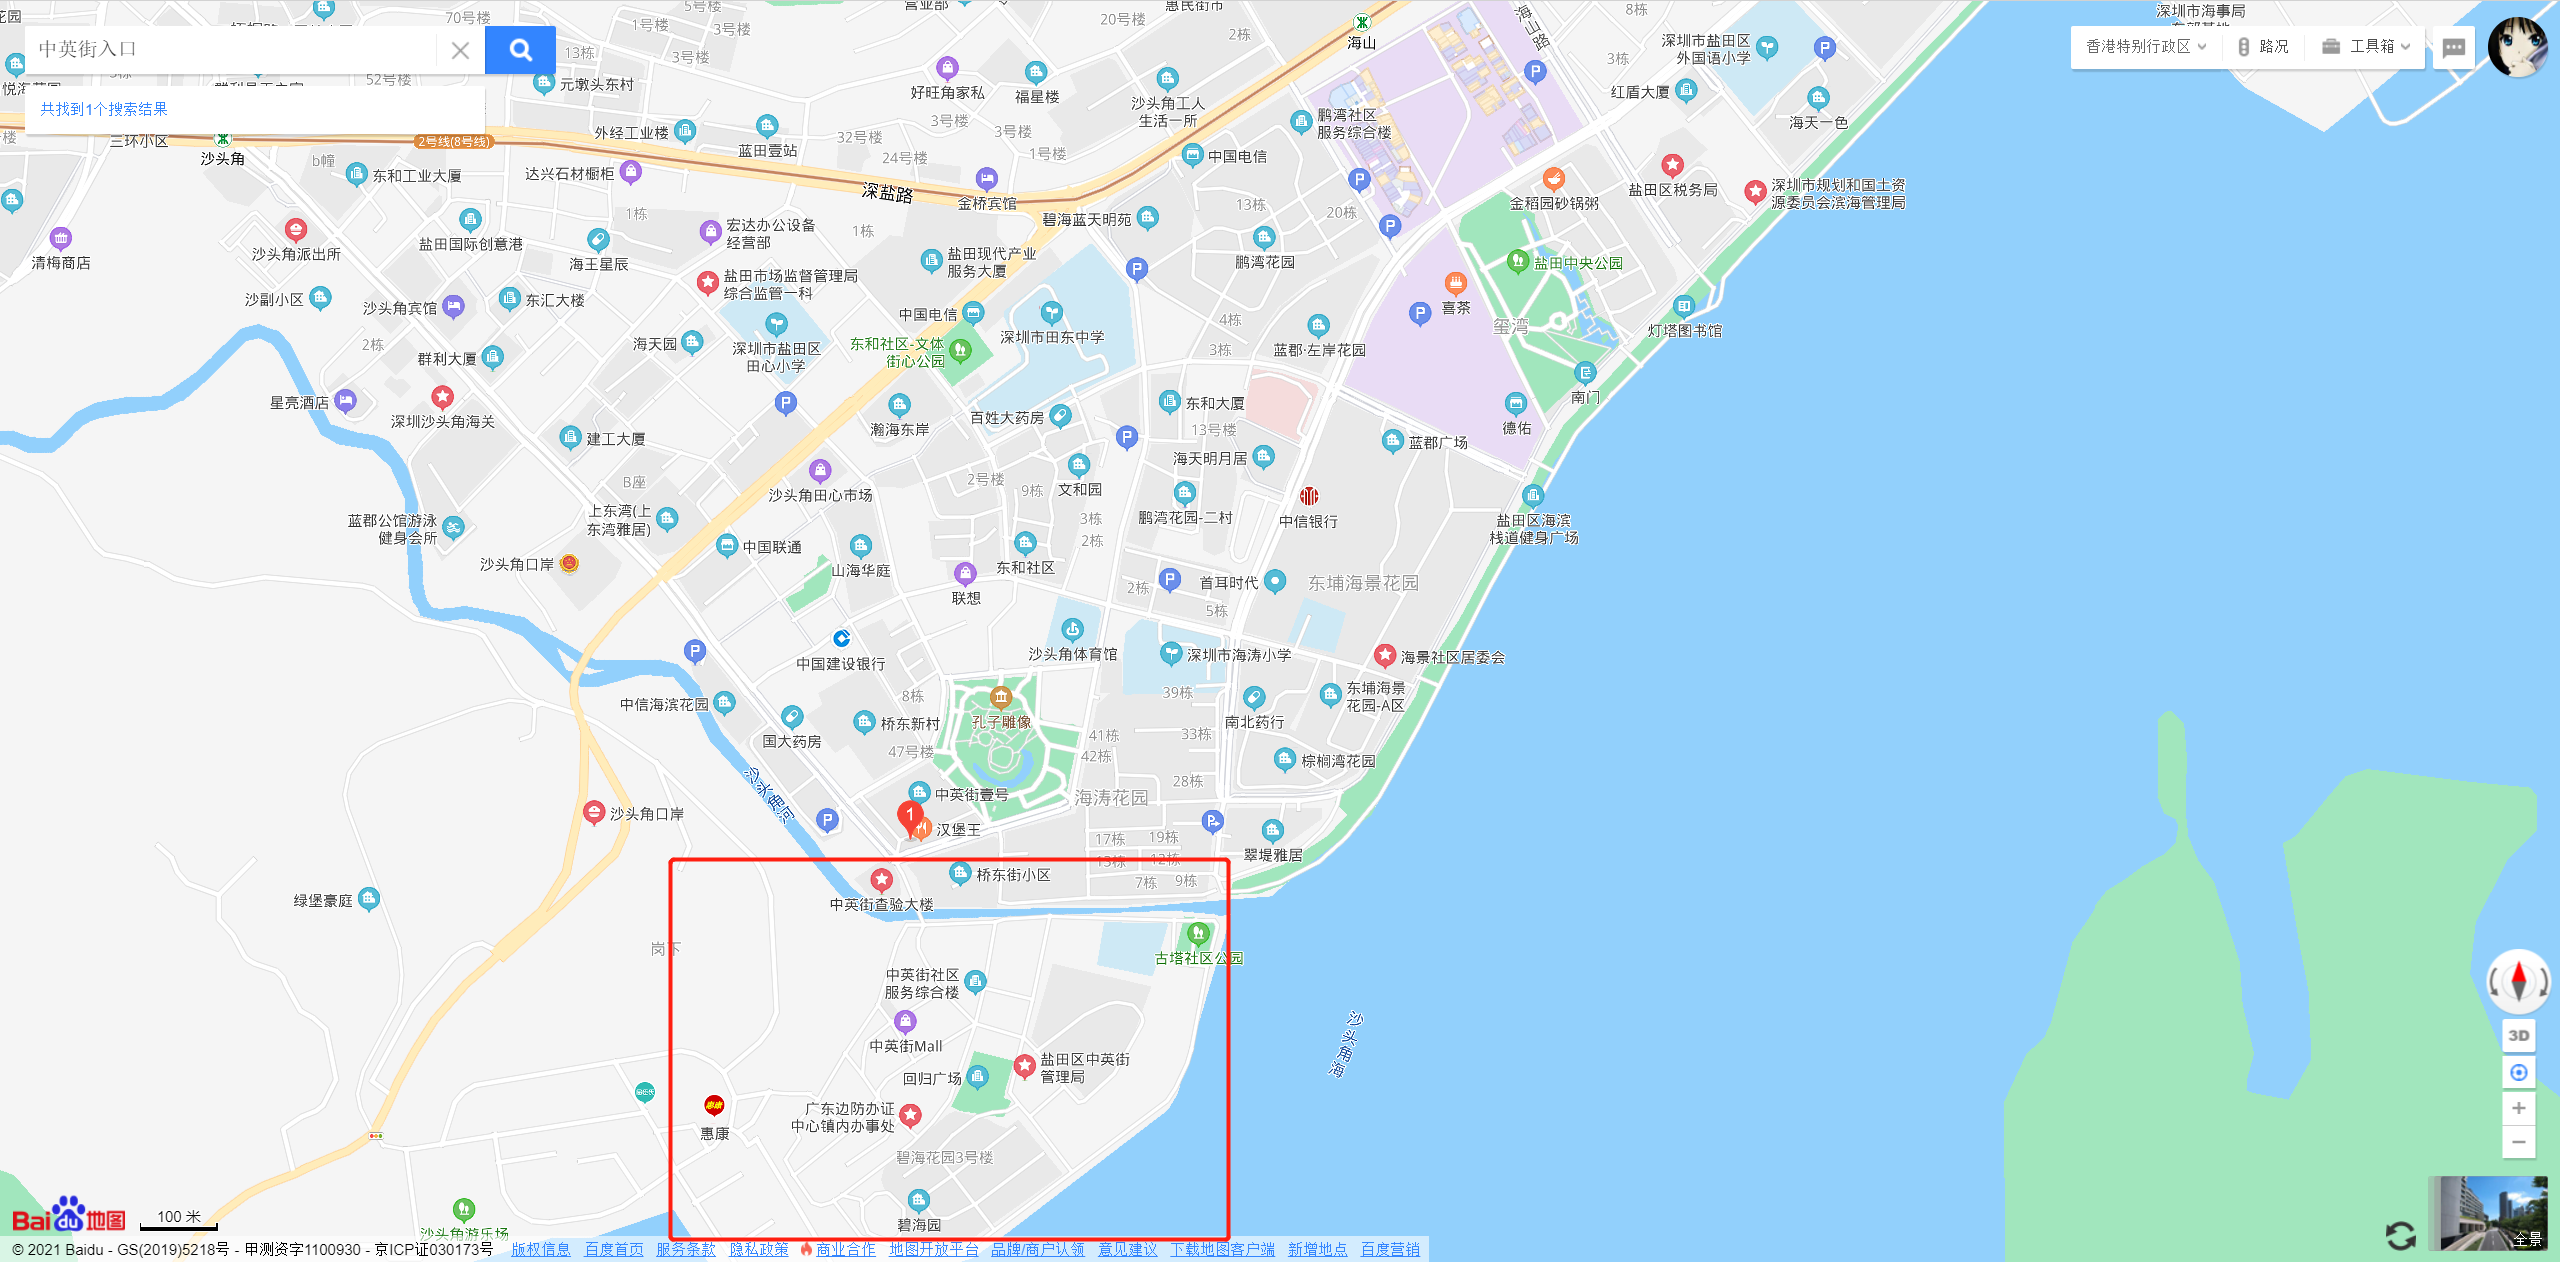 70号楼
5号楼
营业部
惠民街市
20号楼
8栋
深圳市海事局
1号楼
3号楼
2栋
海山路
海山
中英街入口
13栋
3号楼
深圳市盐田区
外国语小学
3栋
香港特别行政区
路况
工具箱
52号楼
元墩头东村
好旺角家私
福星楼
沙头角工人
生活一所
红盾大厦
海天一色
共找到1个搜索结果
三环小区
沙头角
2号线(8号线)
外经工业楼
蓝田壹站
32号楼
3号楼
3号楼
24号楼
1号楼
鹏湾社区
服务综合楼
中国电信
b幢
东和工业大厦
达兴石材橱柜
深盐路
金桥宾馆
碧海蓝天明苑
13栋
20栋
金稻园砂锅粥
盐田区税务局
深圳市规划和国土资
源委员会滨海管理局
1栋
清梅商店
沙头角派出所
盐田国际创意港
海王星辰
宏达办公设备
经营部
1栋
盐田现代产业
服务大厦
鹏湾花园
盐田中央公园
盐田市场监督管理局
综合监管一科
沙副小区
沙头角宾馆
东汇大楼
中国电信
4栋
喜茶
玺湾
灯塔图书馆
2栋
群利大厦
海天园
深圳市盐田区
田心小学
东和社区-文体
街心公园
深圳市田东中学
3栋
蓝郡·左岸花园
南门
星亮酒店
深圳沙头角海关
建工大厦
瀚海东岸
百姓大药房
东和大厦
13号楼
德佑
蓝郡广场
B座
沙头角田心市场
2号楼
9栋
文和园
海天明月居
鹏湾花园-二村
中信银行
盐田区海滨
栈道健身广场
蓝郡公馆游泳
健身会所
上东湾(上
东湾雅居)
3栋
2栋
中国联通
山海华庭
沙头角口岸
东和社区
联想
2栋
首耳时代
东埔海景花园
5栋
中国建设银行
沙头角体育馆
深圳市海涛小学
海景社区居委会
8栋
39栋
东埔海景
花园-A区
中信海滨花园
国大药房
桥东新村
孔子雕像
南北药行
47号楼
41栋
42栋
33栋
棕榈湾花园
28栋
沙头角河
中英街壹号
海涛花园
1
汉堡王
沙头角口岸
17栋
19栋
翠堤雅居
13栋
12栋
7栋
9栋
桥东街小区
中英街查验大楼
绿堡豪庭
岗下
古塔社区公园
中英街社区
服务综合楼
中英街Mall
沙头角海
回归广场
盐田区中英街
管理局
3D
惠康
广东边防办证
中心镇内办事处
碧海花园3号楼
碧海园
沙头角游乐场
Bai du 地图
100 米
全景
© 2021 Baidu - GS(2019)5218号 - 甲测资字1100930 - 京ICP证030173号 版权信息 百度首页 服务条款 隐私政策 商业合作 地图开放平台 品牌/商户认领 意见建议 下载地图客户端 新增地点 百度营销